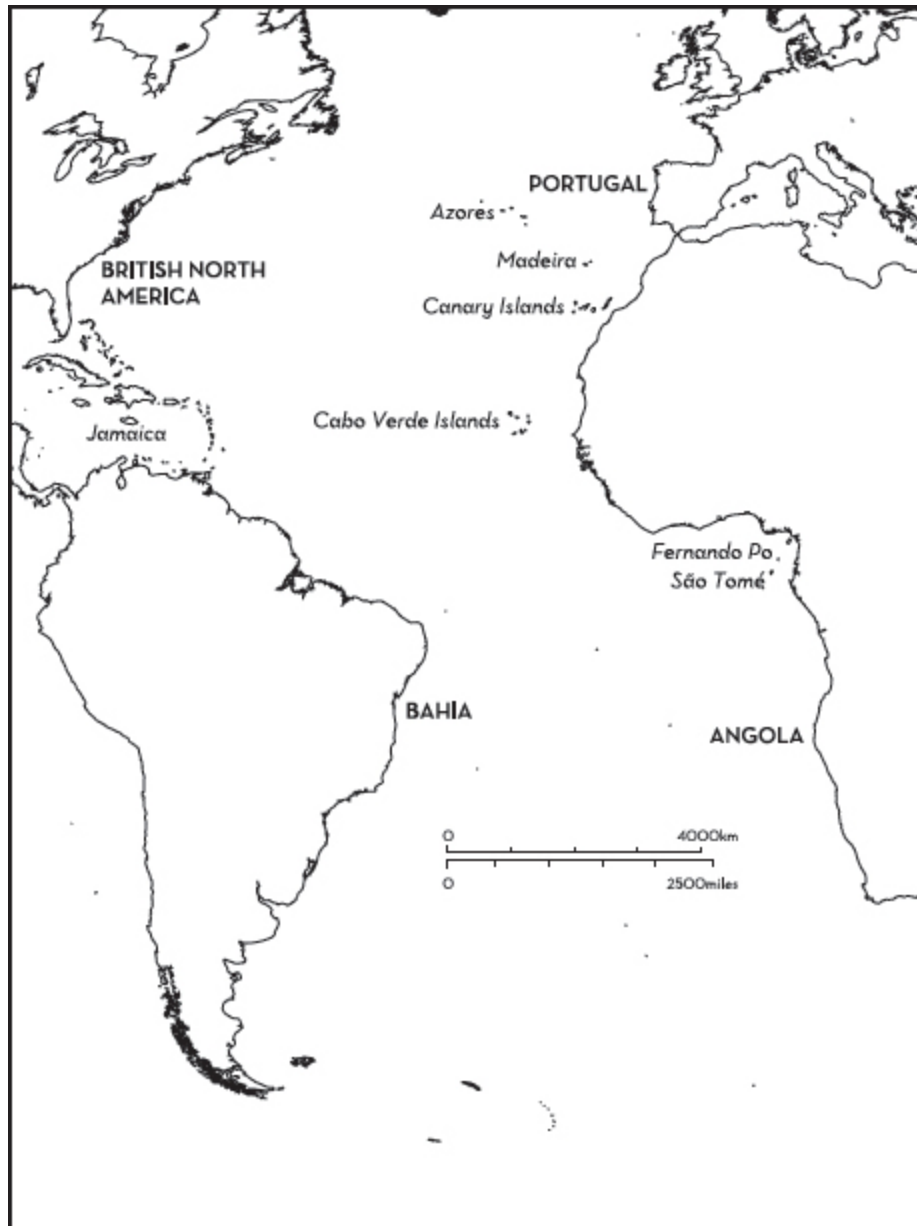 PORTUGAL
Azores
Madeira
BRITISH NORTH
AMERICA
Canary Islands
Cabo Verde Islands
Jamaica
Fernando Po
São Tomé
BAHÍA
ANGOLA
0 4000km
0 2500miles